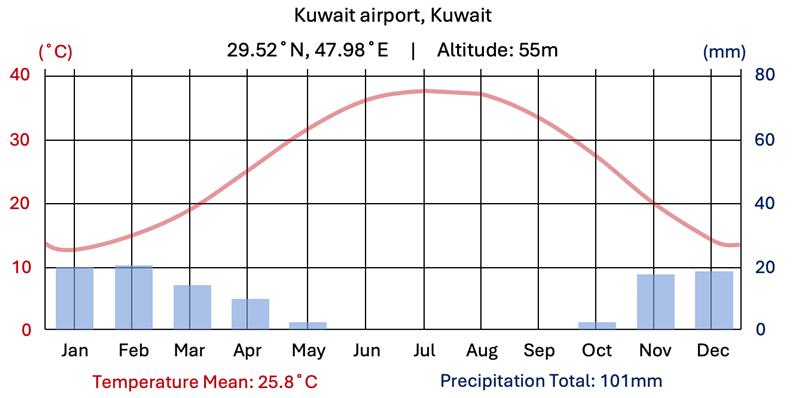 Kuwait airport, Kuwait
(˚C) 29.52˚N, 47.98˚E | Altitude: 55m (mm)
40 80
30 60
20 40
10 20
0 0
Jan Feb Mar Apr May Jun Jul Aug Sep Oct Nov Dec
Temperature Mean: 25.8˚C Precipitation Total: 101mm